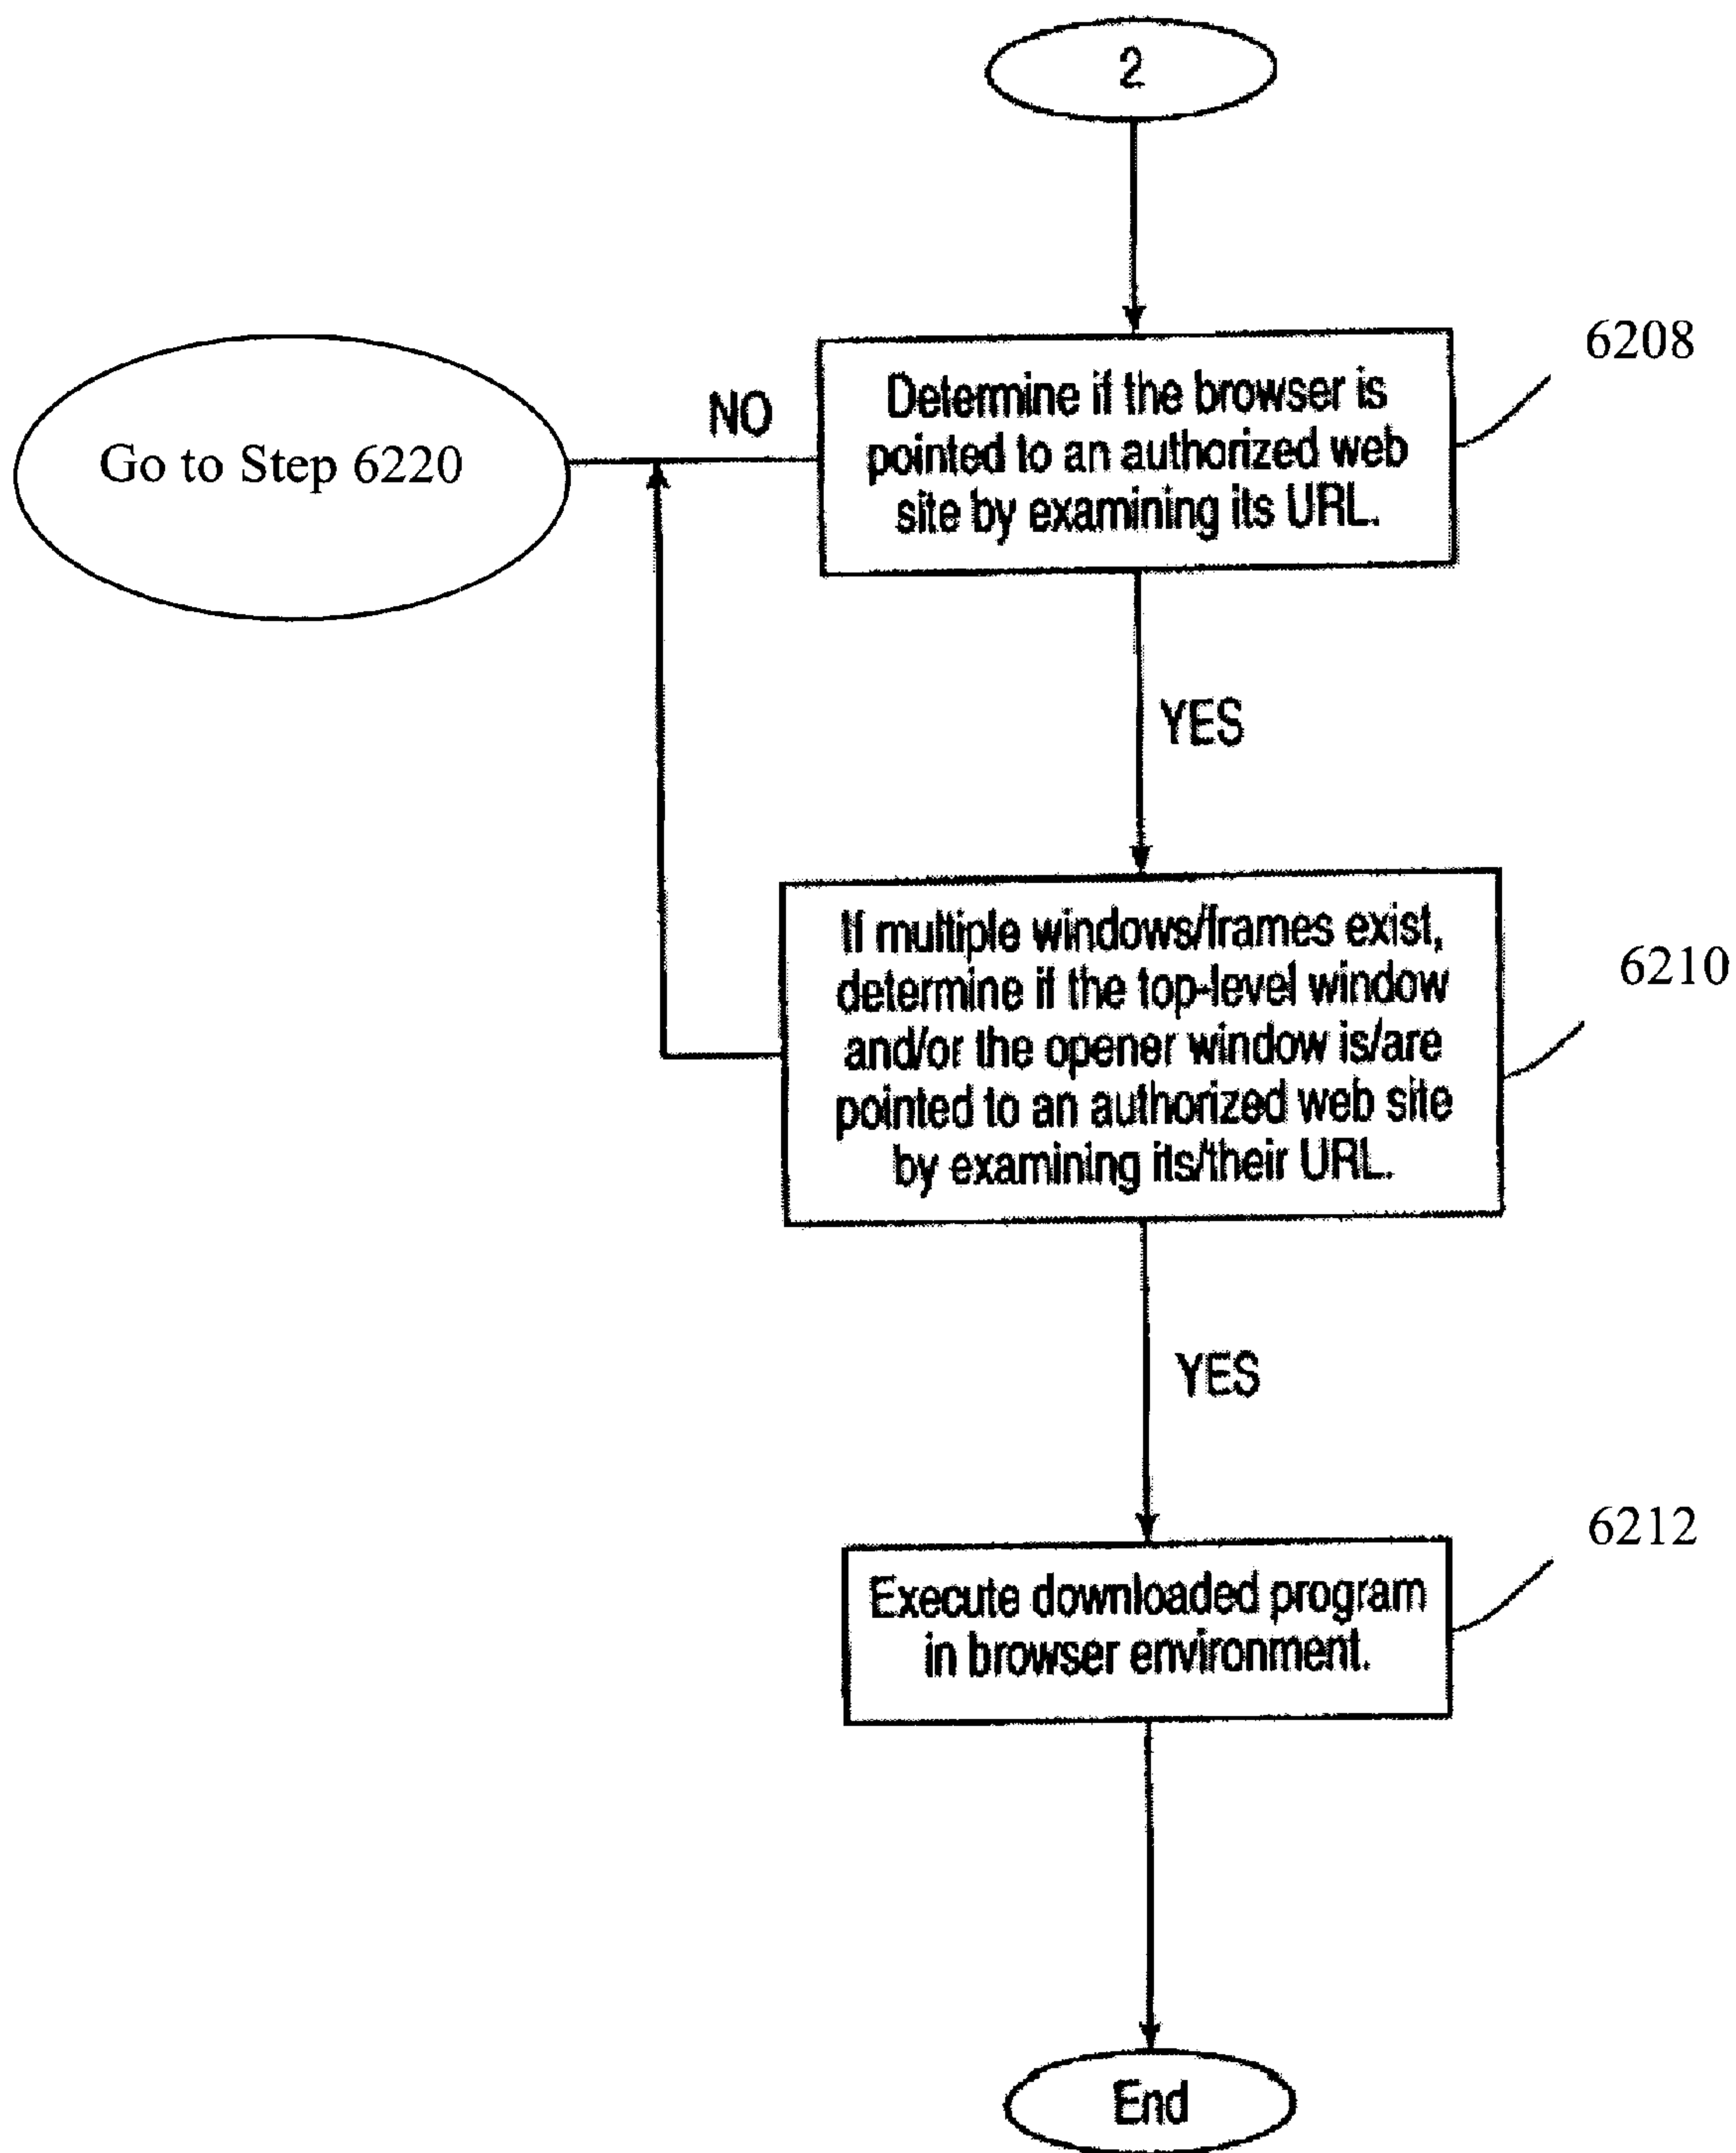 2
6208
Determine if the browser is
pointed to an authorized web
site by examining its URL.
NO
Go to Step 6220
YES
6210
If multiple windows/frames exist,
determine if the top-level window
and/or the opener window is/are
pointed to an authorized web site
by examining its/their URL.
YES
6212
Execute downloaded program
in browser environment.
End